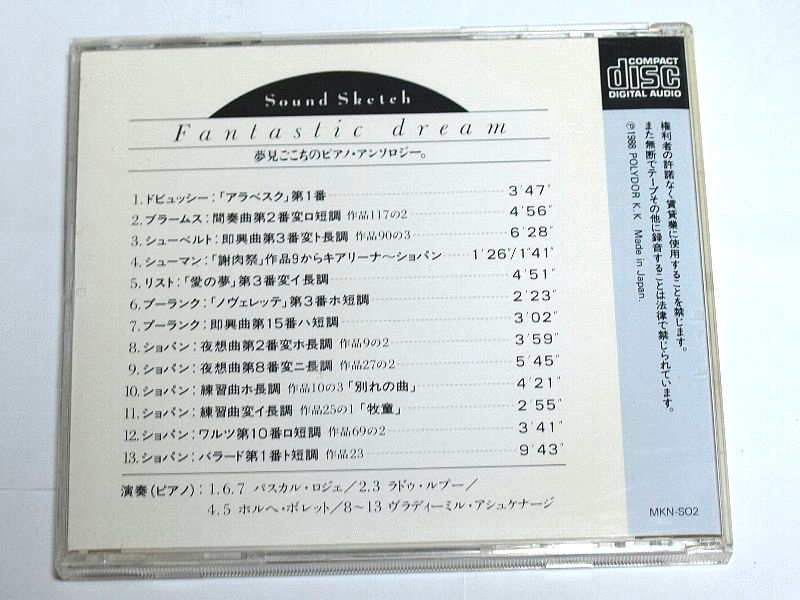 Sound Sketch
Fantastic dream
夢見ごこちのピアノ・アンソロジー。
1. ドビュッシー：「アラベスク」第1番 3′47″
2. ブラームス：間奏曲第2番変ロ短調 作品117の2 4′56″
3. シューベルト：即興曲第3番変ト長調 作品90の3 6′28″
4. シューマン：「謝肉祭」作品9からキアリーナ〜ショパン 1′26″/1′41″
5. リスト：「愛の夢」第3番変イ長調 4′51″
6. プーランク：「ノヴェレッテ」第3番ホ短調 2′23″
7. プーランク：即興曲第15番ハ短調 3′02″
8. ショパン：夜想曲第2番変ホ長調 作品9の2 3′59″
9. ショパン：夜想曲第8番変ニ長調 作品27の2 5′45″
10. ショパン：練習曲ホ長調 作品10の3「別れの曲」 4′21″
11. ショパン：練習曲変イ長調 作品25の1「牧童」 2′55″
12. ショパン：ワルツ第10番ロ短調 作品69の2 3′41″
13. ショパン：バラード第1番ト短調 作品23 9′43″
演奏(ピアノ)：1.6.7 パスカル・ロジェ／2.3 ラドゥ・ルプー／
4.5 ホルヘ・ボレット／8〜13 ヴラディーミル・アシュケナージ
COMPACT
disc
DIGITAL AUDIO
権利者の許諾なく賃貸業に使用することを禁じます。
また無断でテープその他に録音することは法律で禁じられています。
℗1988 POLYDOR K.K. Made in Japan.
MKN-SO2